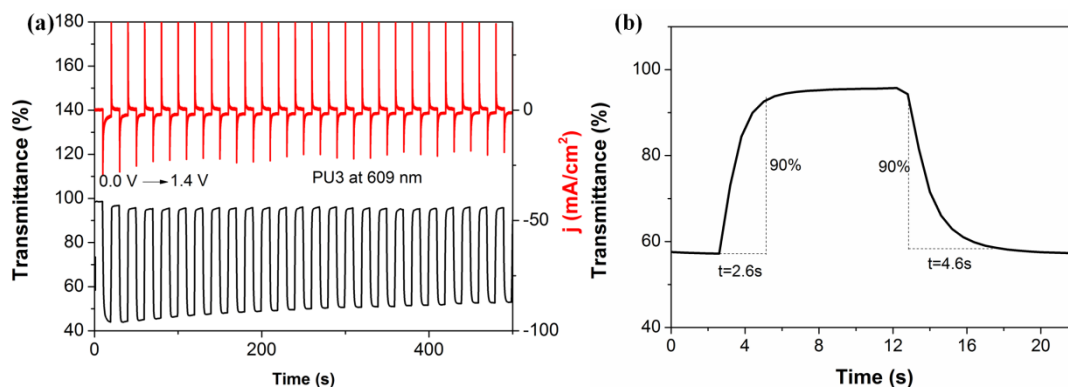 (a)
180
160
140
120
100
80
60
40
Transmittance (%)
0
-50
-100
j (mA/cm²)
0.0 V → 1.4 V
PU3 at 609 nm
0
200
400
Time (s)
(b)
100
80
60
40
Transmittance (%)
90%
90%
t=2.6s
t=4.6s
0
4
8
12
16
20
Time (s)